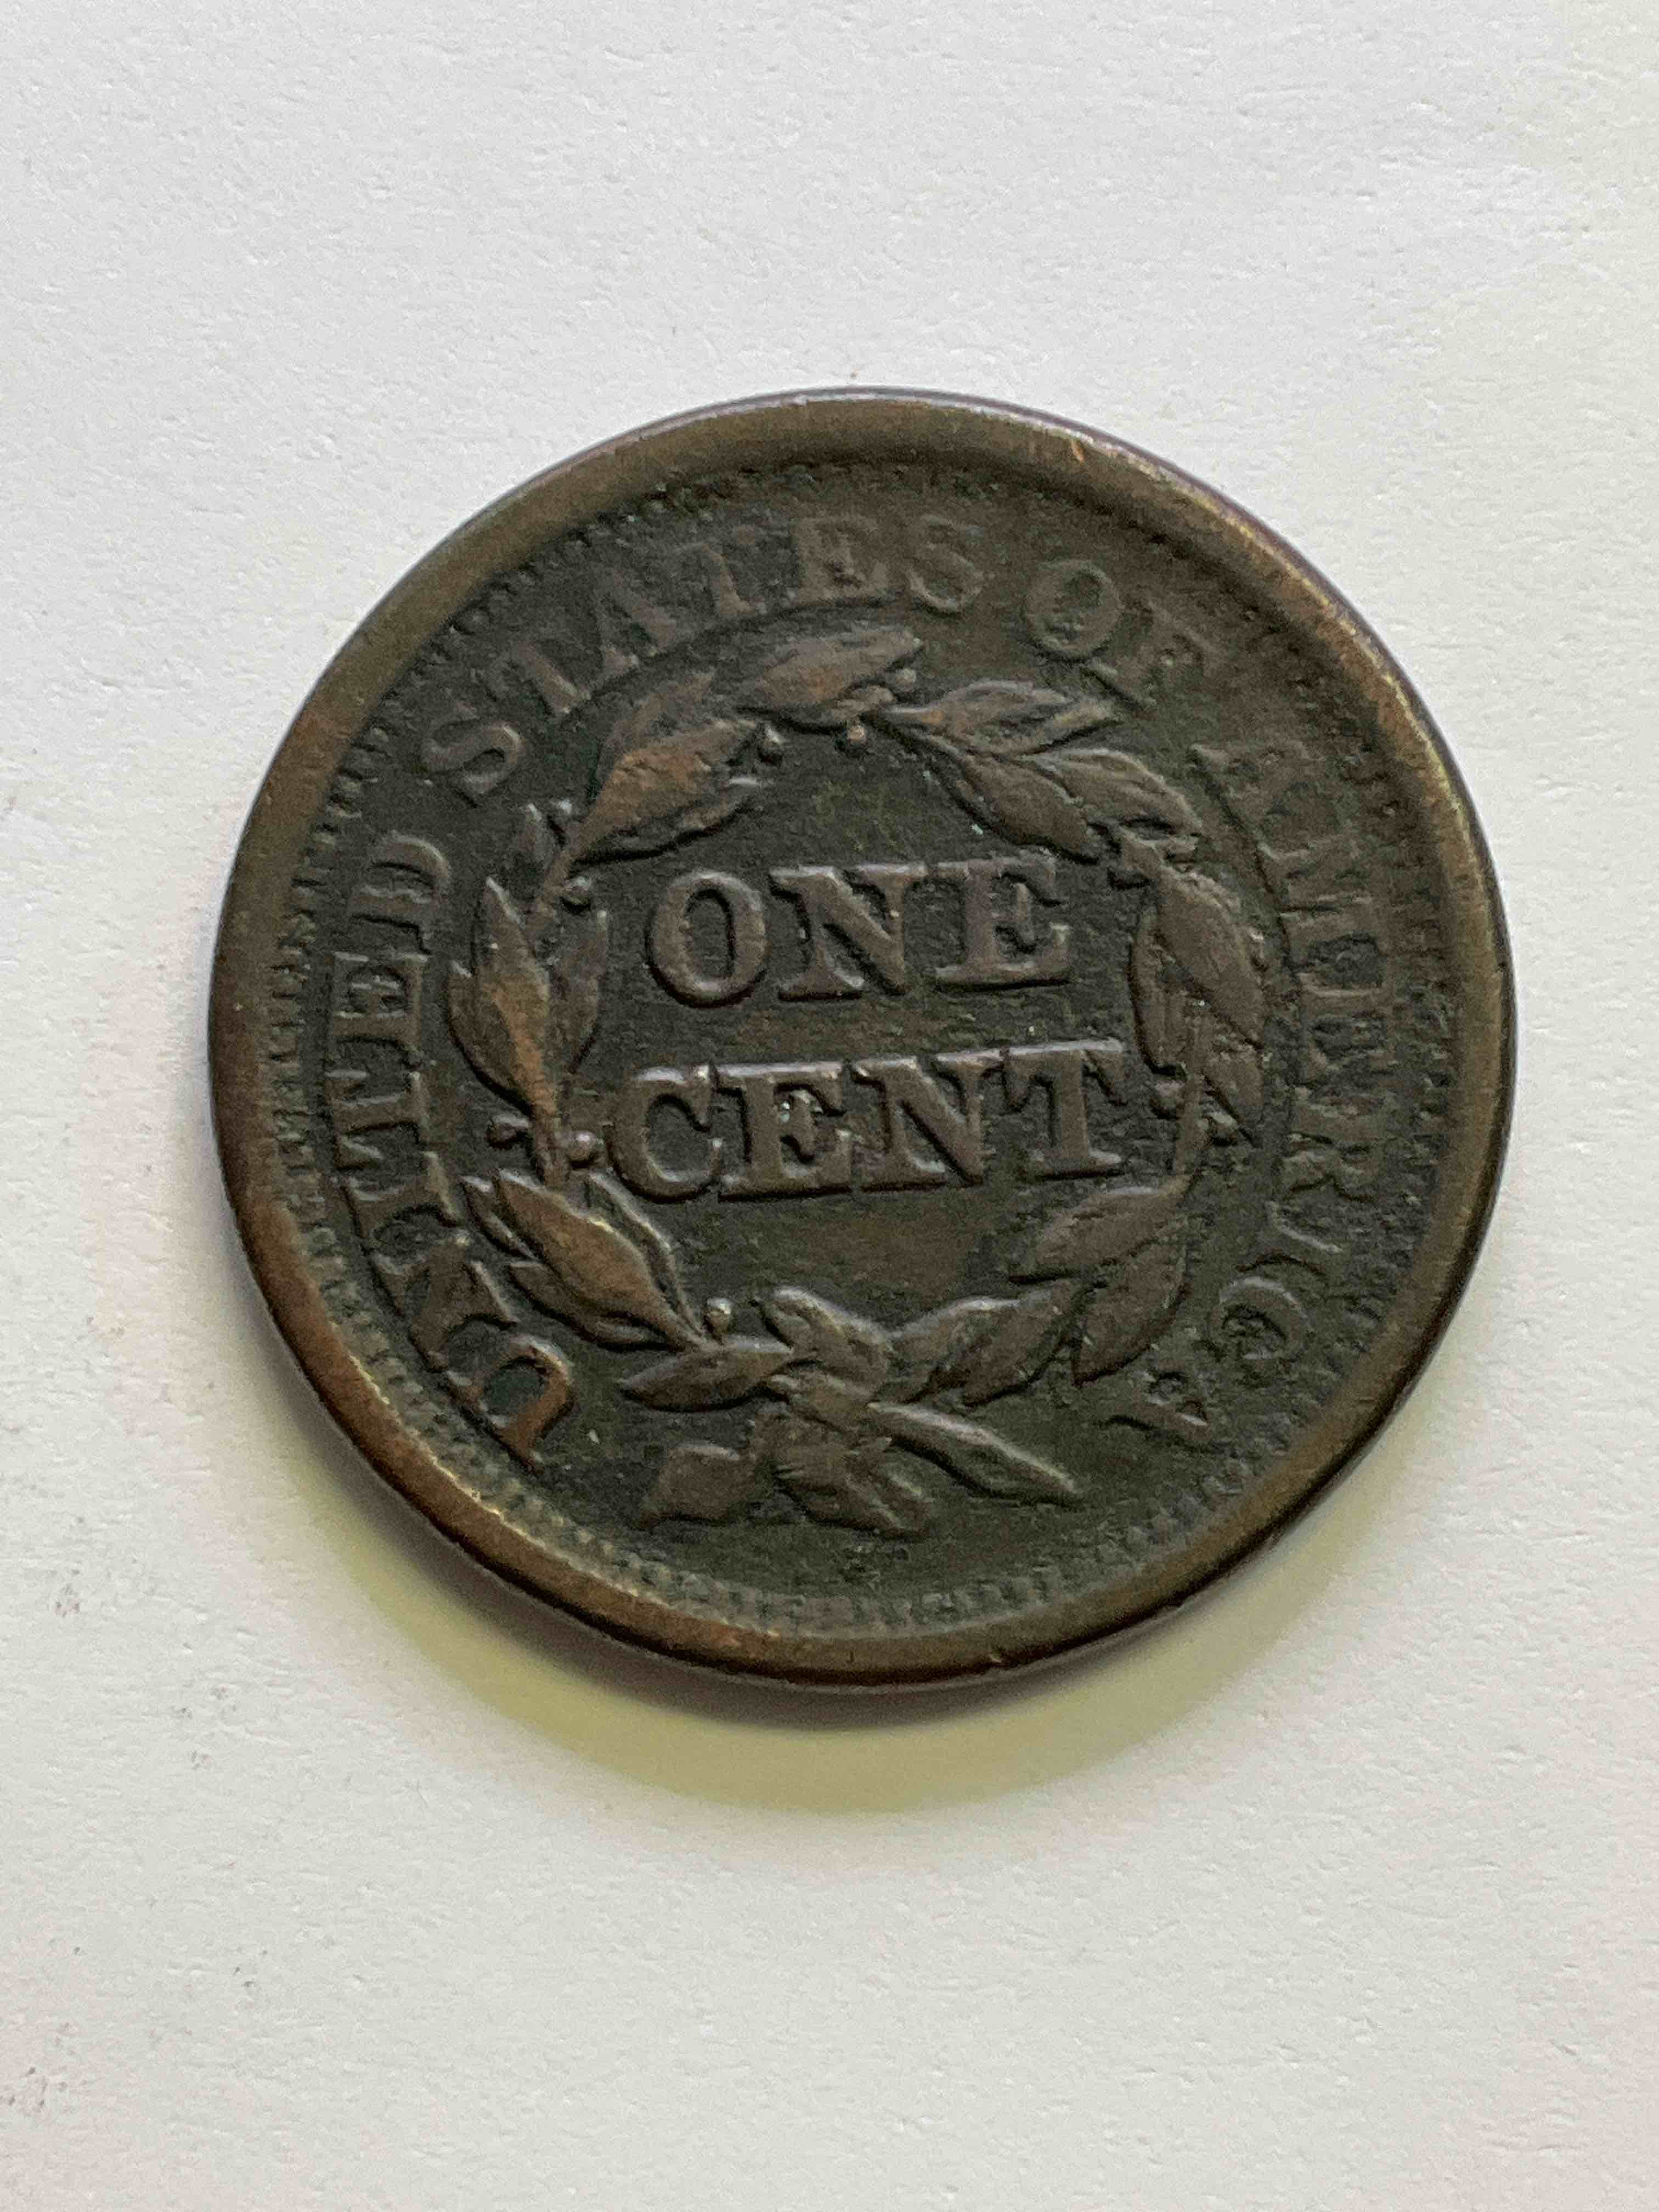 UNITED STATES OF AMERICA
ONE
CENT